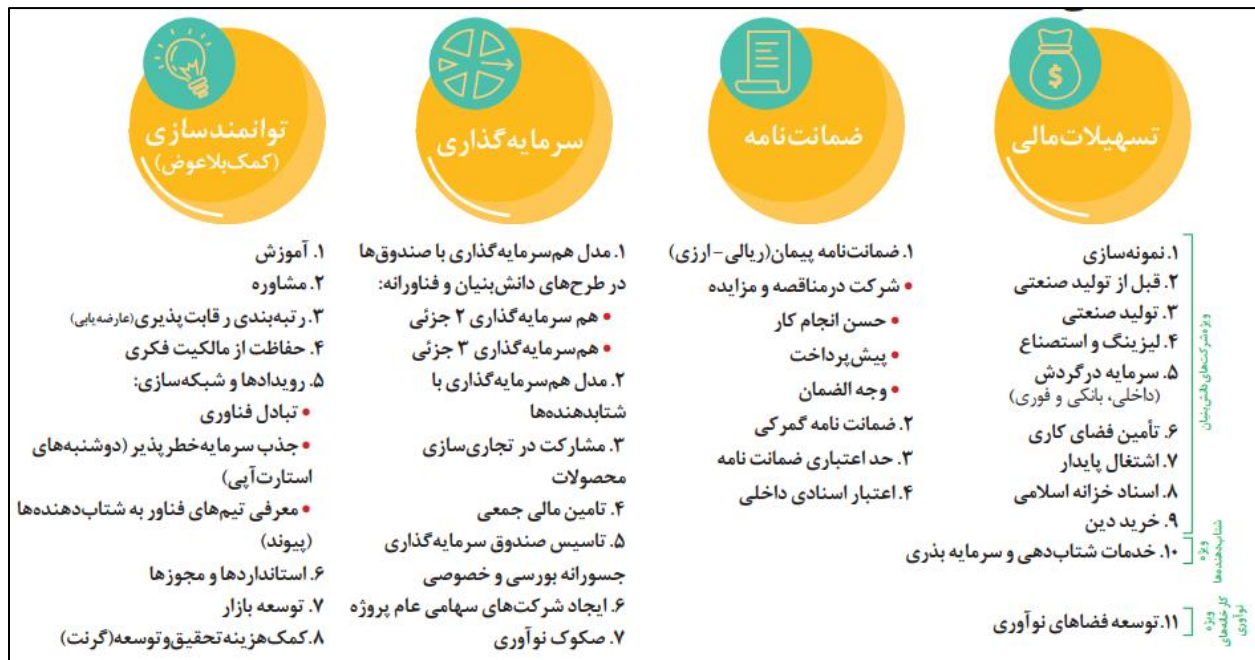 تسهیلات مالی
۱. نمونه‌سازی
۲. قبل از تولید صنعتی
۳. تولید صنعتی
۴. لیزینگ و استصناع
۵. سرمایه درگردش
(داخلی، بانکی و فوری)
۶. تأمین فضای کاری
۷. اشتغال پایدار
۸. اسناد خزانه اسلامی
۹. خرید دین
۱۰. خدمات شتاب‌دهی و سرمایه بذری
۱۱. توسعه فضاهای نوآوری
ویژه شرکت‌های دانش‌بنیان
ویژه
شتاب‌دهنده‌ها
ویژه
کارخانه‌های
نوآوری
ضمانت‌نامه
۱. ضمانت‌نامه پیمان(ریالی - ارزی)
• شرکت درمناقصه و مزایده
• حسن انجام کار
• پیش‌پرداخت
• وجه الضمان
۲. ضمانت نامه گمرکی
۳. حد اعتباری ضمانت نامه
۴. اعتبار اسنادی داخلی
سرمایه‌گذاری
۱. مدل هم‌سرمایه‌گذاری با صندوق‌ها
در طرح‌های دانش‌بنیان و فناورانه:
• هم سرمایه‌گذاری ۲ جزئی
• هم‌سرمایه‌گذاری ۳ جزئی
۲. مدل هم‌سرمایه‌گذاری با
شتابدهنده‌ها
۳. مشارکت در تجاری‌سازی
محصولات
۴. تامین مالی جمعی
۵. تاسیس صندوق سرمایه‌گذاری
جسورانه بورسی و خصوصی
۶. ایجاد شرکت‌های سهامی عام پروژه
۷. صکوک نوآوری
توانمندسازی
(کمک بلاعوض)
۱. آموزش
۲. مشاوره
۳. رتبه‌بندی رقابت‌پذیری(عارضه‌یابی)
۴. حفاظت از مالکیت فکری
۵. رویدادها و شبکه‌سازی:
• تبادل فناوری
• جذب سرمایه‌خطرپذیر (دوشنبه‌های
استارت‌آپی)
• معرفی تیم‌های فناور به شتاب‌دهنده‌ها
(پیوند)
۶. استانداردها و مجوزها
۷. توسعه بازار
۸. کمک‌هزینه‌تحقیق‌وتوسعه(گرنت)